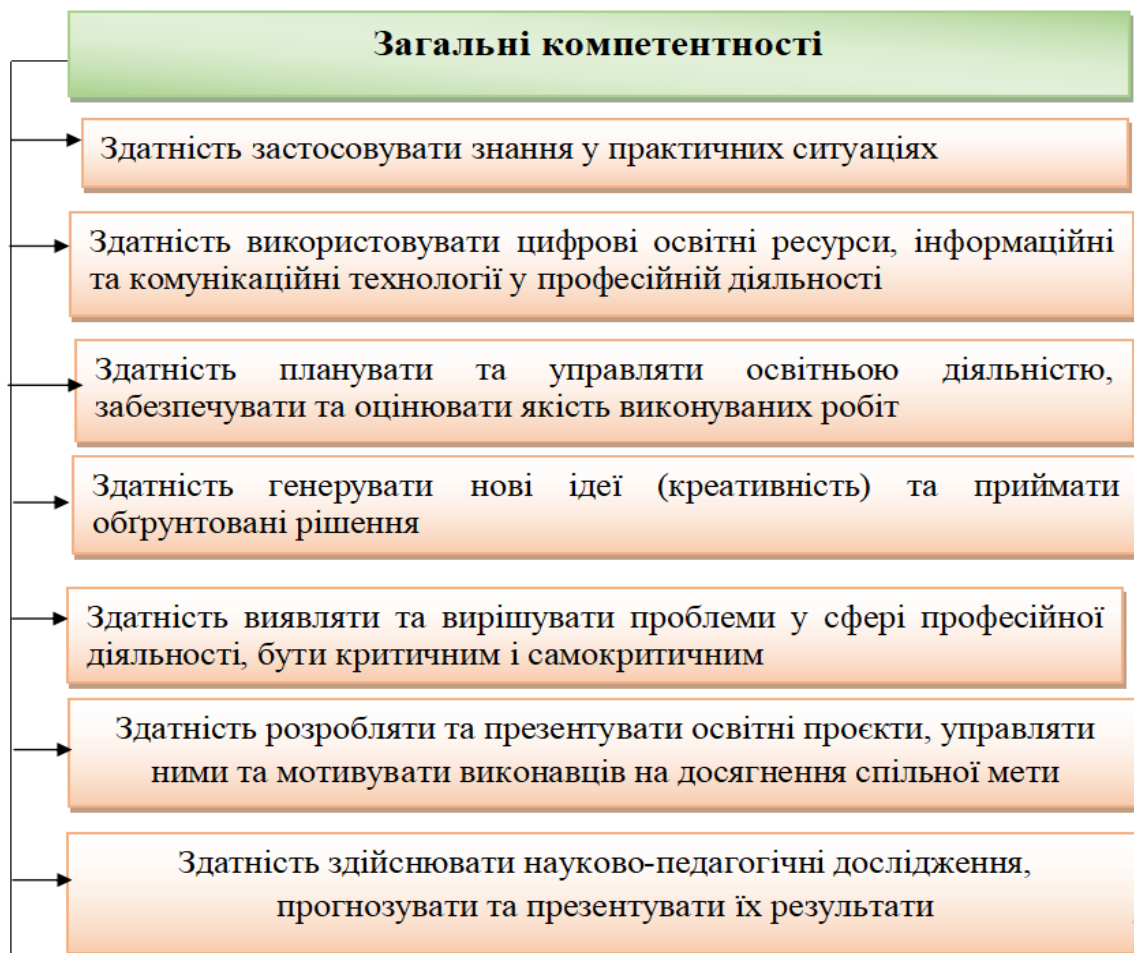 Загальні компетентності
Здатність застосовувати знання у практичних ситуаціях
Здатність використовувати цифрові освітні ресурси, інформаційні
та комунікаційні технології у професійній діяльності
Здатність планувати та управляти освітньою діяльністю,
забезпечувати та оцінювати якість виконуваних робіт
Здатність генерувати нові ідеї (креативність) та приймати
обґрунтовані рішення
Здатність виявляти та вирішувати проблеми у сфері професійної
діяльності, бути критичним і самокритичним
Здатність розробляти та презентувати освітні проєкти, управляти
ними та мотивувати виконавців на досягнення спільної мети
Здатність здійснювати науково-педагогічні дослідження,
прогнозувати та презентувати їх результати